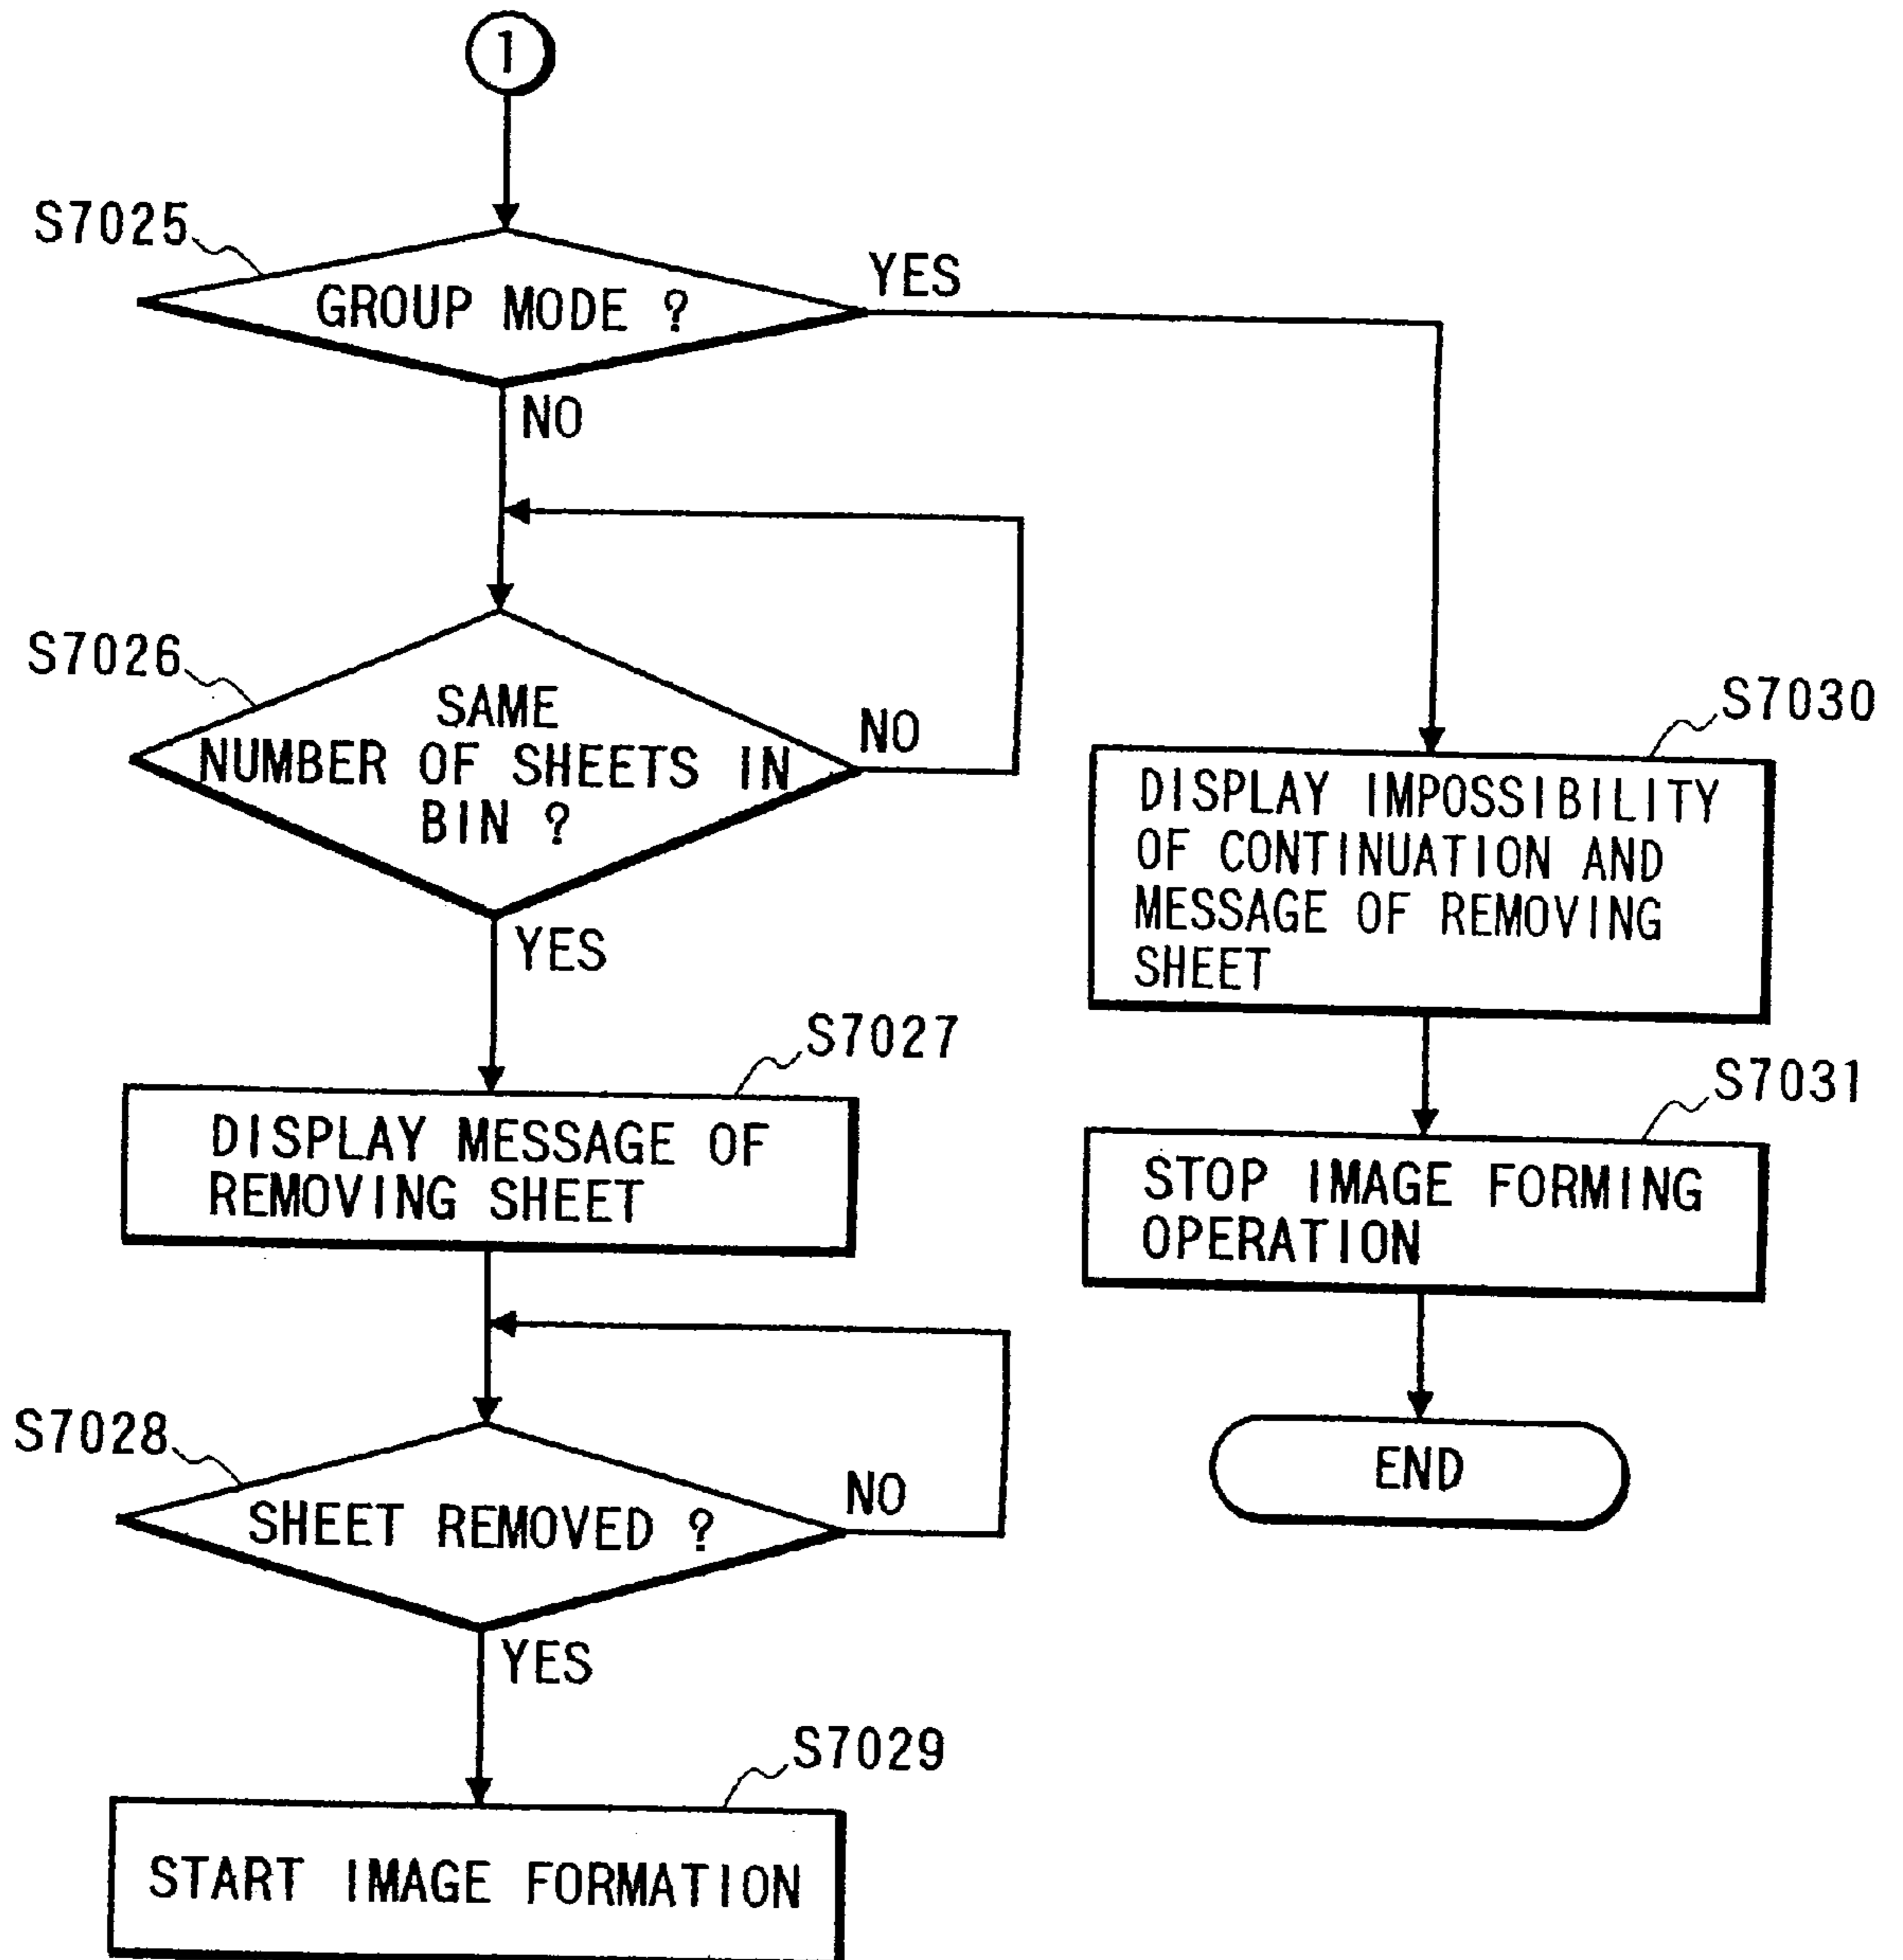 1
S7025
GROUP MODE ?
YES
NO
S7026
SAME
NUMBER OF SHEETS IN
BIN ?
NO
YES
S7027
DISPLAY MESSAGE OF
REMOVING SHEET
S7028
SHEET REMOVED ?
NO
YES
S7029
START IMAGE FORMATION
S7030
DISPLAY IMPOSSIBILITY
OF CONTINUATION AND
MESSAGE OF REMOVING
SHEET
S7031
STOP IMAGE FORMING
OPERATION
END